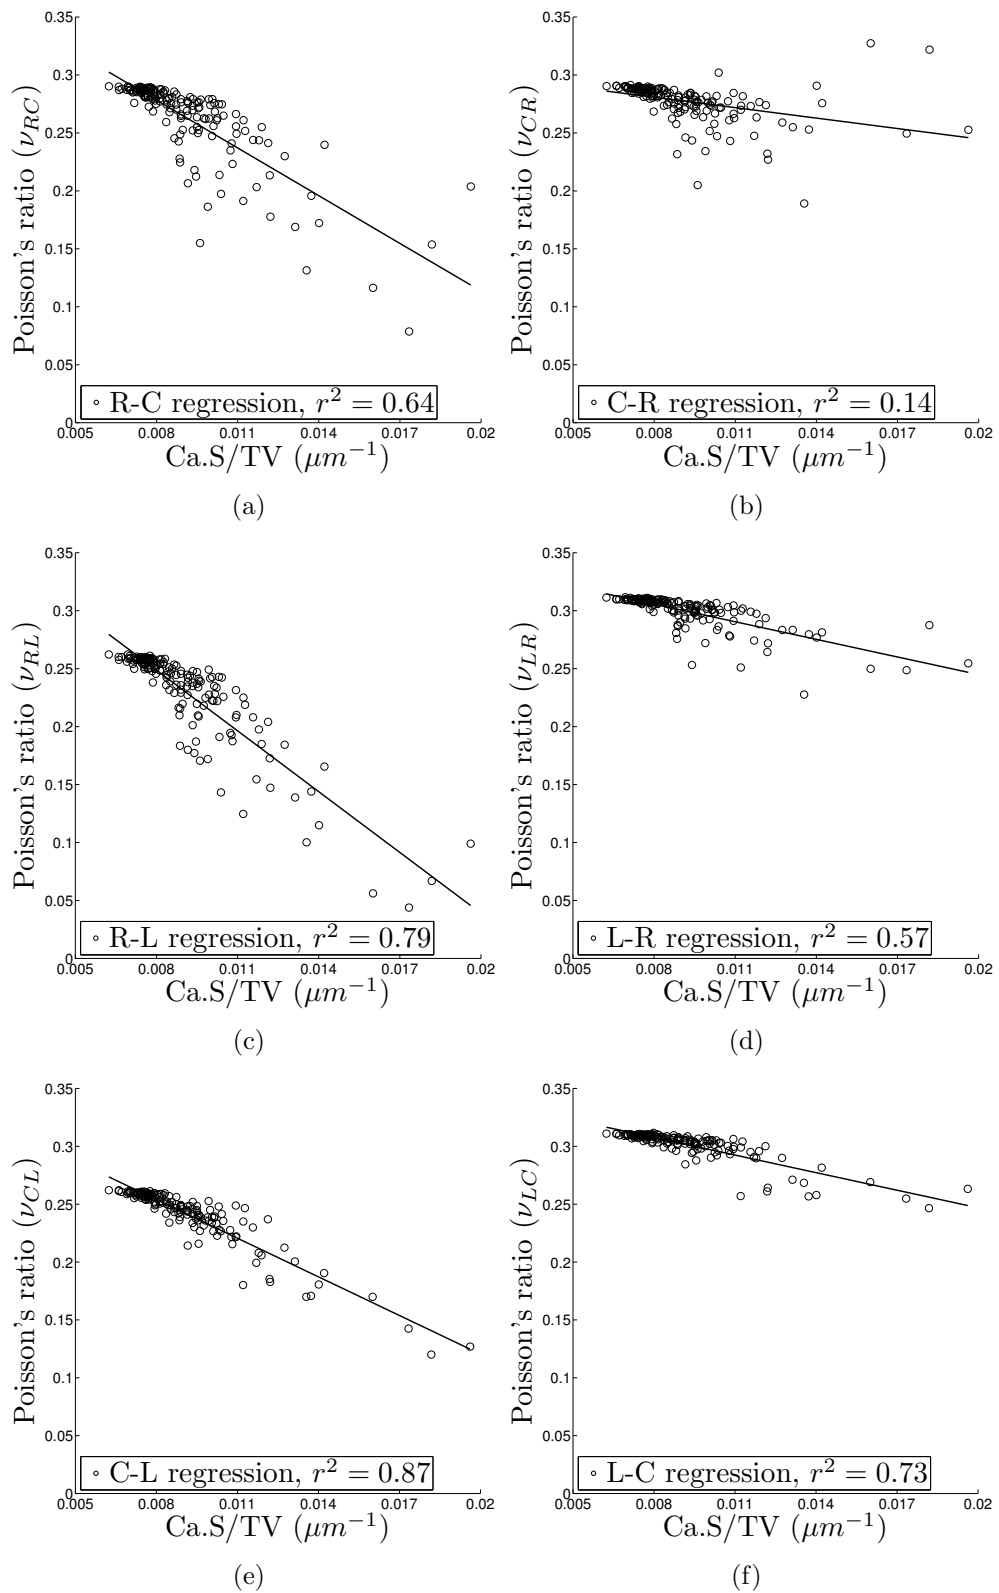 0.35
0.3
0.25
0.2
0.15
0.1
0.05
0
Poisson's ratio (ν_RC)
R-C regression, r² = 0.64
0.005 0.008 0.011 0.014 0.017 0.02
Ca.S/TV (μm⁻¹)
(a)
0.35
0.3
0.25
0.2
0.15
0.1
0.05
0
Poisson's ratio (ν_CR)
C-R regression, r² = 0.14
0.005 0.008 0.011 0.014 0.017 0.02
Ca.S/TV (μm⁻¹)
(b)
0.35
0.3
0.25
0.2
0.15
0.1
0.05
0
Poisson's ratio (ν_RL)
R-L regression, r² = 0.79
0.005 0.008 0.011 0.014 0.017 0.02
Ca.S/TV (μm⁻¹)
(c)
0.35
0.3
0.25
0.2
0.15
0.1
0.05
0
Poisson's ratio (ν_LR)
L-R regression, r² = 0.57
0.005 0.008 0.011 0.014 0.017 0.02
Ca.S/TV (μm⁻¹)
(d)
0.35
0.3
0.25
0.2
0.15
0.1
0.05
0
Poisson's ratio (ν_CL)
C-L regression, r² = 0.87
0.005 0.008 0.011 0.014 0.017 0.02
Ca.S/TV (μm⁻¹)
(e)
0.35
0.3
0.25
0.2
0.15
0.1
0.05
0
Poisson's ratio (ν_LC)
L-C regression, r² = 0.73
0.005 0.008 0.011 0.014 0.017 0.02
Ca.S/TV (μm⁻¹)
(f)